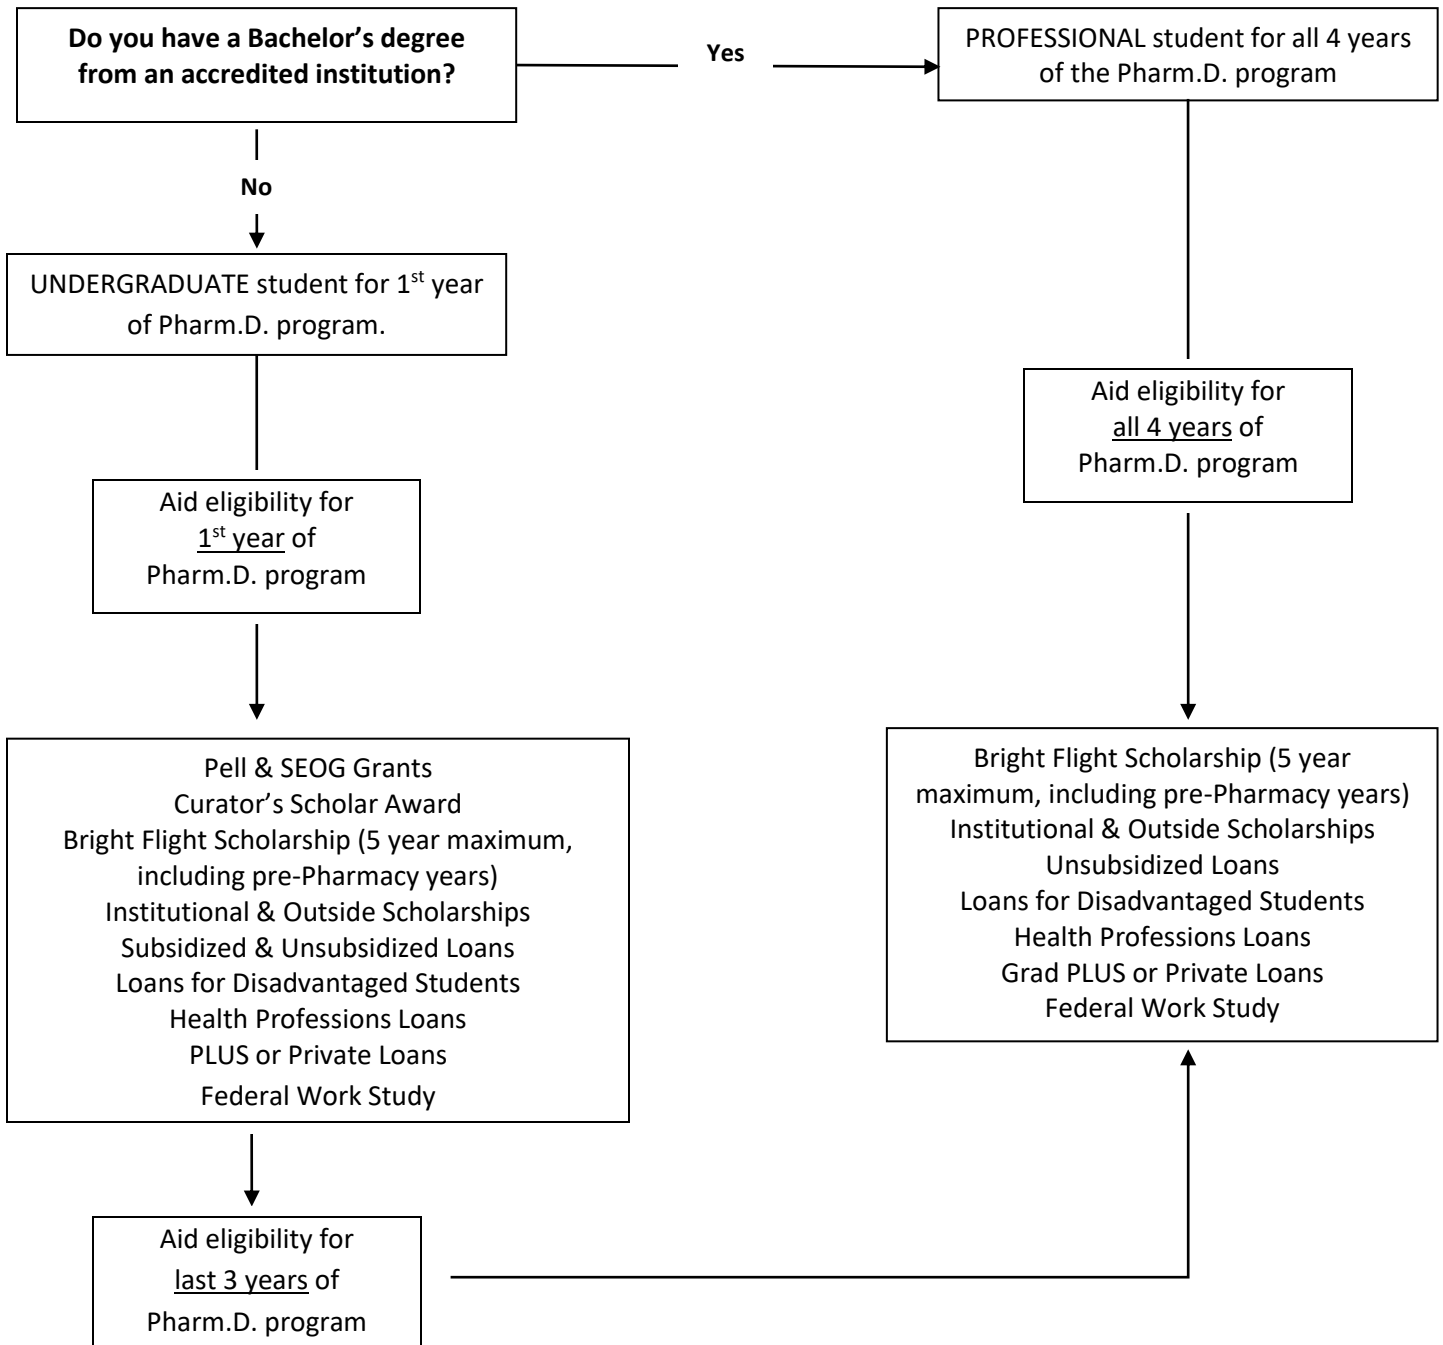 Do you have a Bachelor's degree
from an accredited institution?
Yes
PROFESSIONAL student for all 4 years
of the Pharm.D. program
No
UNDERGRADUATE student for 1st year
of Pharm.D. program.
Aid eligibility for
1st year of
Pharm.D. program
Aid eligibility for
all 4 years of
Pharm.D. program
Pell & SEOG Grants
Curator's Scholar Award
Bright Flight Scholarship (5 year maximum,
including pre-Pharmacy years)
Institutional & Outside Scholarships
Subsidized & Unsubsidized Loans
Loans for Disadvantaged Students
Health Professions Loans
PLUS or Private Loans
Federal Work Study
Bright Flight Scholarship (5 year
maximum, including pre-Pharmacy years)
Institutional & Outside Scholarships
Unsubsidized Loans
Loans for Disadvantaged Students
Health Professions Loans
Grad PLUS or Private Loans
Federal Work Study
Aid eligibility for
last 3 years of
Pharm.D. program